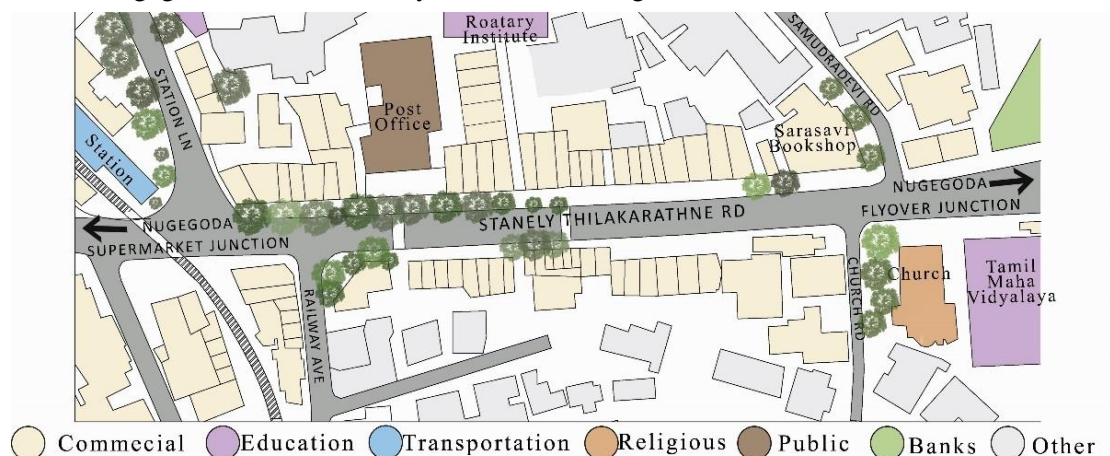 Roatary
Institute
SAMUDRADEVI RD
STATION LN
Post
Office
Station
Sarasavi
Bookshop
NUGEGODA
SUPERMARKET JUNCTION
STANELY THILAKARATHNE RD
NUGEGODA
FLYOVER JUNCTION
RAILWAY AVE
CHURCH RD
Church
Tamil
Maha
Vidyalaya
Commecial Education Transportation Religious Public Banks Other